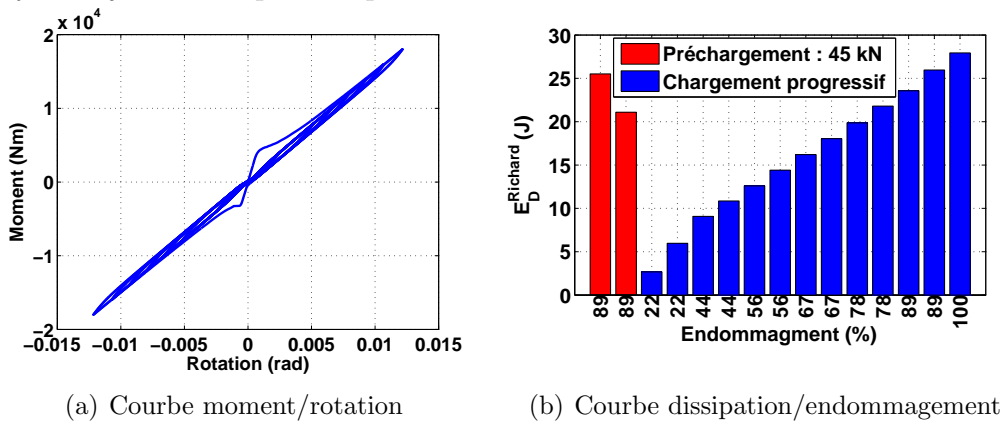 x 10⁴
2
1
0
−1
−2
Moment (Nm)
−0.015 −0.01 −0.005 0 0.005 0.01 0.015
Rotation (rad)
(a) Courbe moment/rotation
30
25
20
15
10
5
0
E_D^Richard (J)
Préchargement : 45 kN
Chargement progressif
89 89 22 22 44 44 56 56 67 67 78 78 89 89 100
Endommagment (%)
(b) Courbe dissipation/endommagement